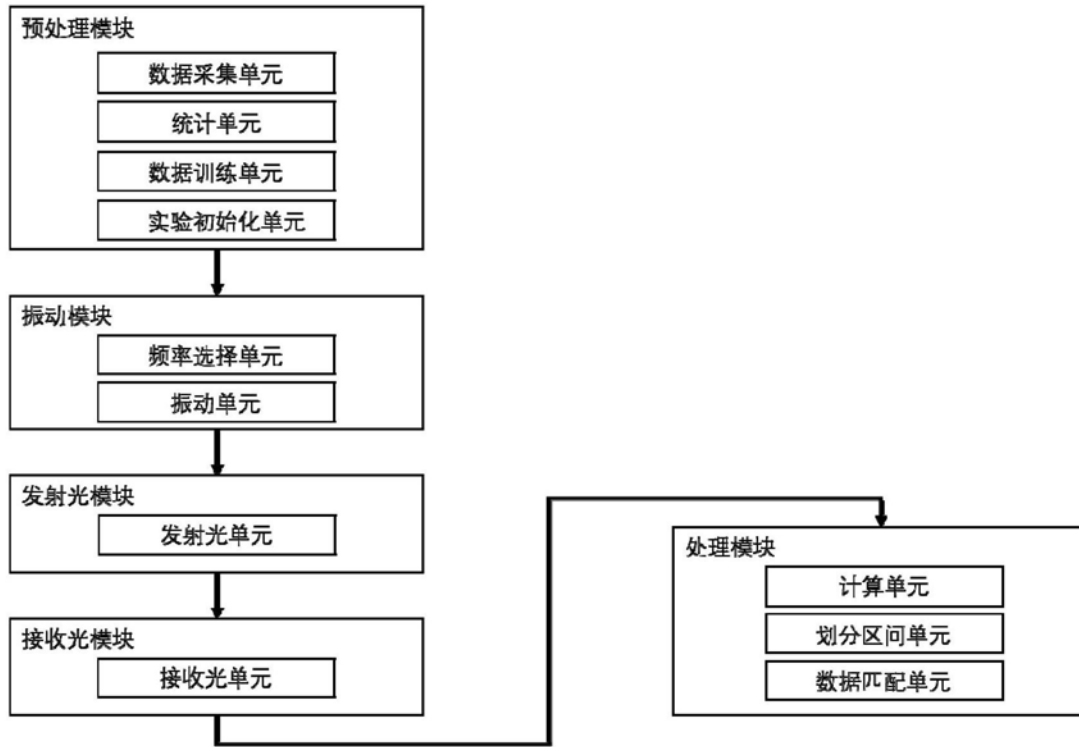 预处理模块
数据采集单元
统计单元
数据训练单元
实验初始化单元
振动模块
频率选择单元
振动单元
发射光模块
发射光单元
接收光模块
接收光单元
处理模块
计算单元
划分区问单元
数据匹配单元